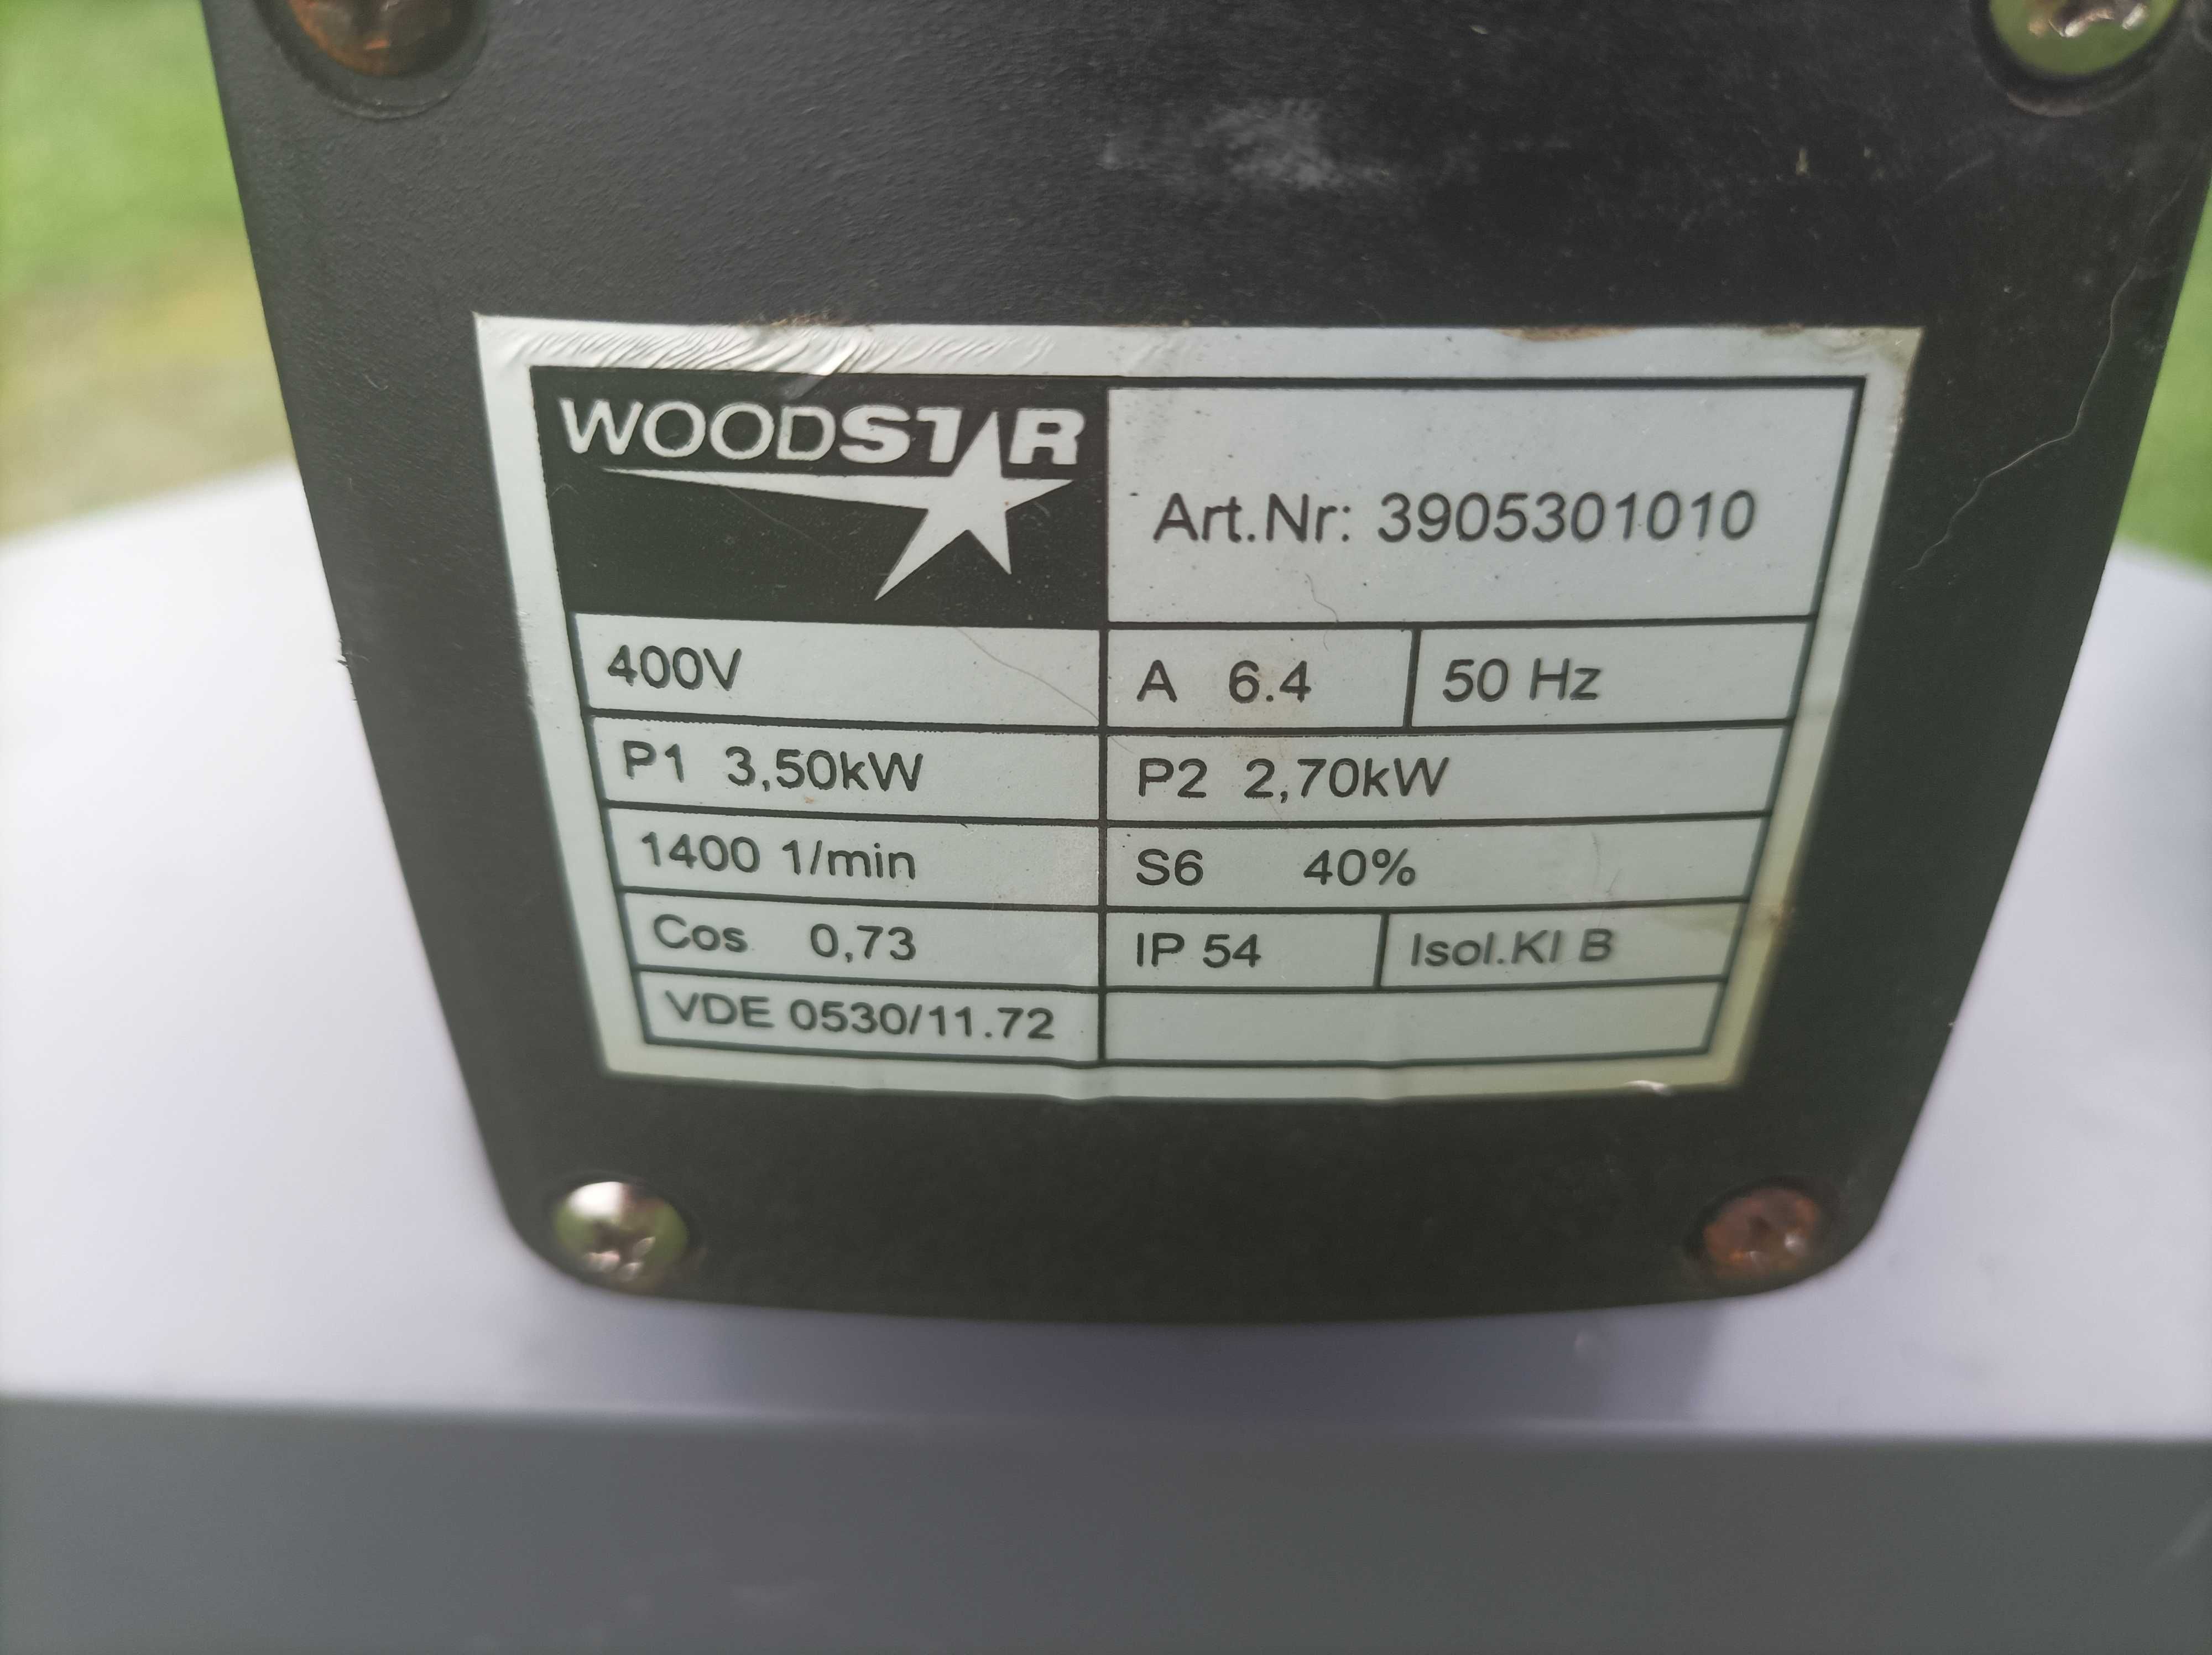 WOODSTAR
Art.Nr: 3905301010
400V
A 6.4
50 Hz
P1 3,50kW
P2 2,70kW
1400 1/min
S6 40%
Cos 0,73
IP 54
Isol.Kl B
VDE 0530/11.72